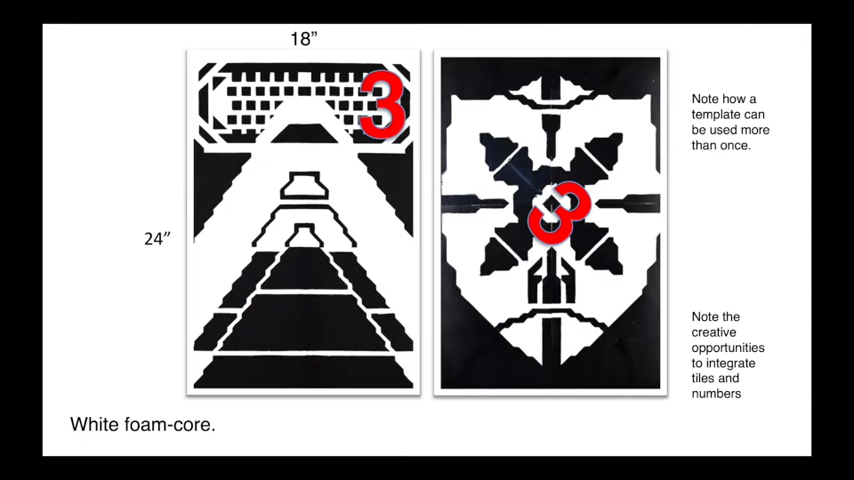 18”
3
3
24”
Note how a
template can
be used more
than once.
Note the
creative
opportunities
to integrate
tiles and
numbers
White foam-core.